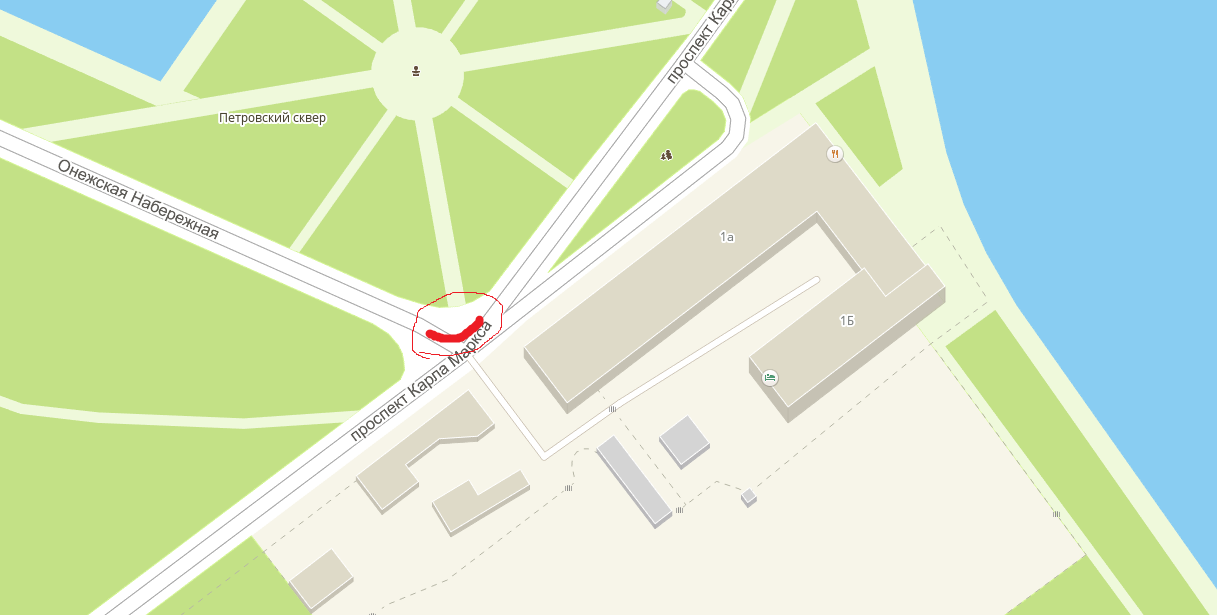 проспект Карл
Петровский сквер
Онежская Набережная
1а
1Б
проспект Карла Маркса